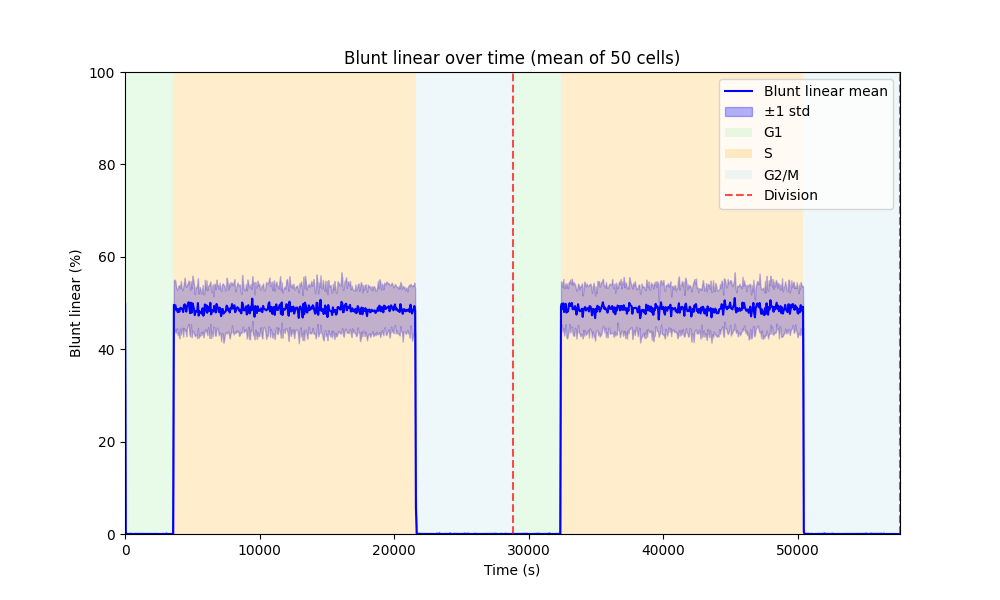 Blunt linear over time (mean of 50 cells)
100
80
60
40
20
0
Blunt linear (%)
Blunt linear mean
±1 std
G1
S
G2/M
Division
0 10000 20000 30000 40000 50000
Time (s)